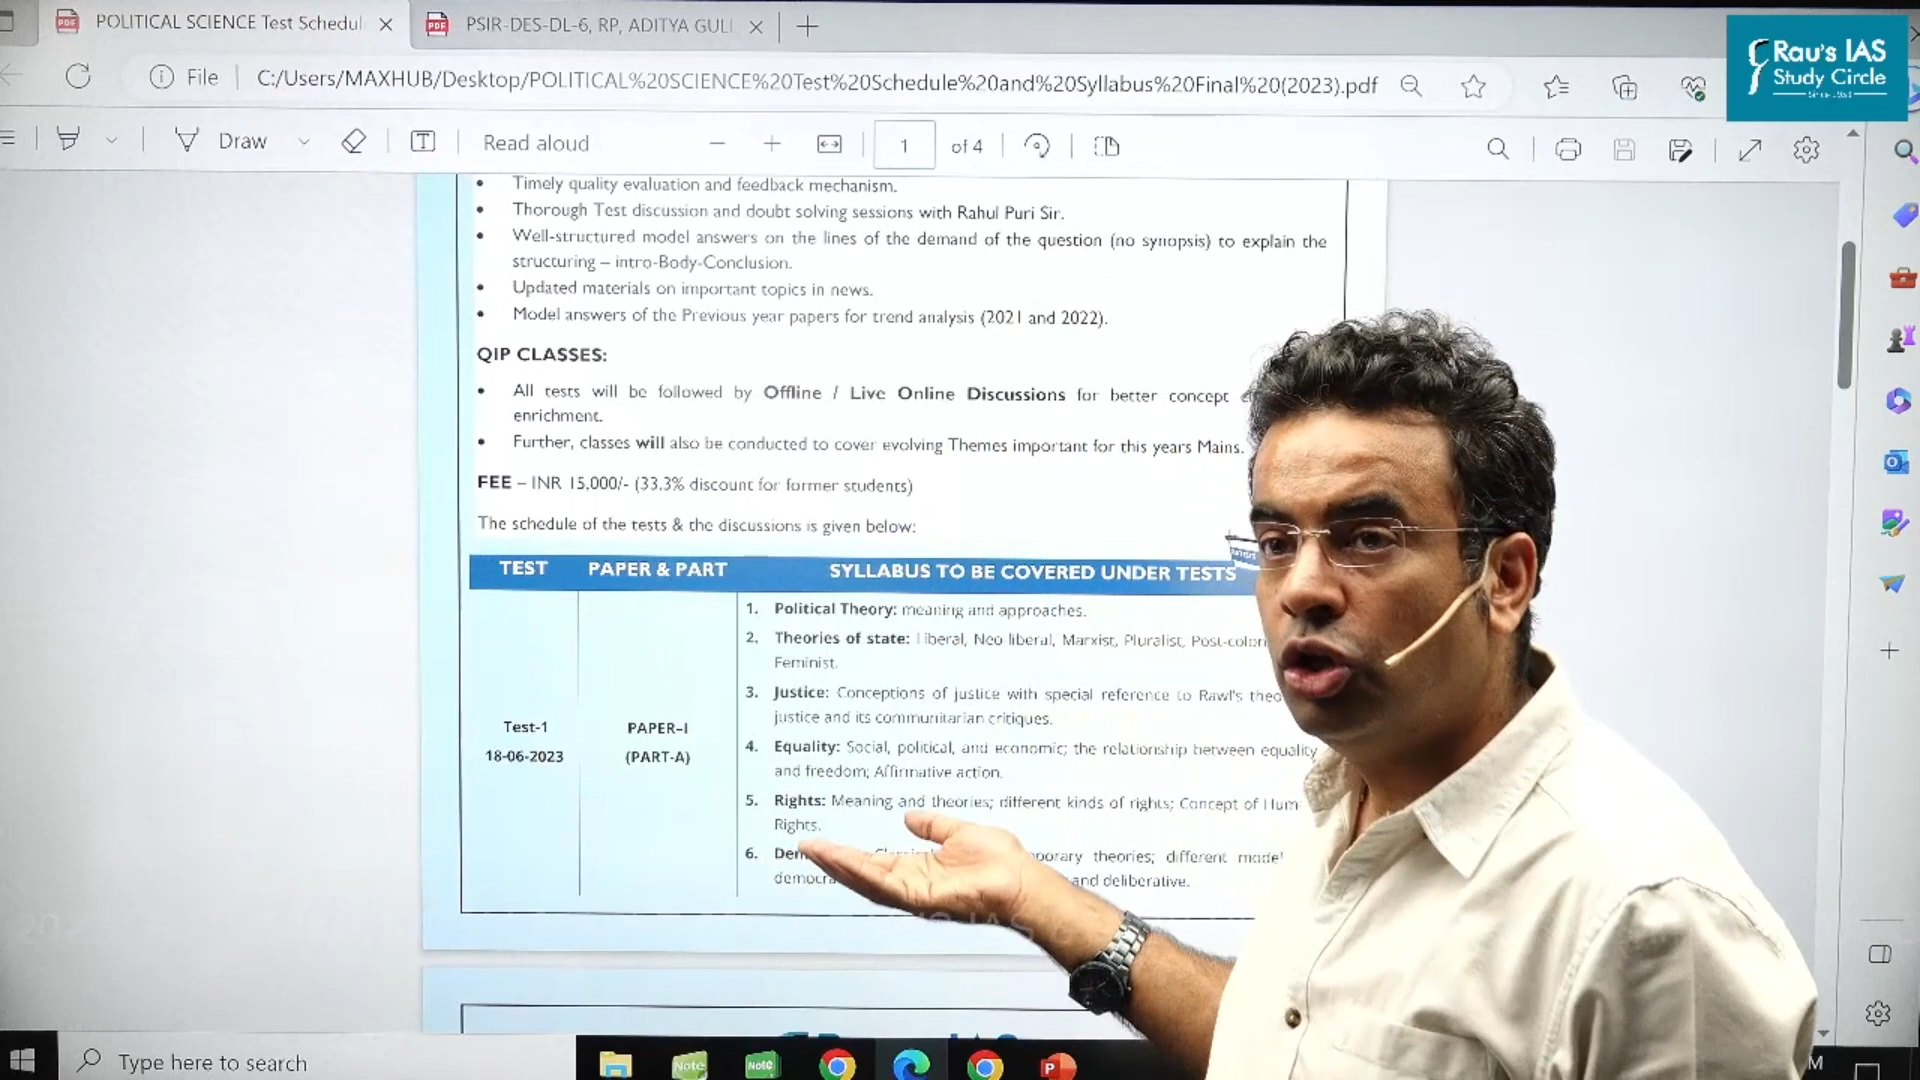 POLITICAL SCIENCE Test Schedul
PSIR-DES-DL-6, RP, ADITYA GULI
Rau's IAS
Study Circle
File
C:/Users/MAXHUB/Desktop/POLITICAL%20SCIENCE%20Test%20Schedule%20and%20Syllabus%20Final%20(2023).pdf
Draw
Read aloud
1 of 4
• Timely quality evaluation and feedback mechanism.
• Thorough Test discussion and doubt solving sessions with Rahul Puri Sir.
• Well-structured model answers on the lines of the demand of the question (no synopsis) to explain the
structuring – intro-Body-Conclusion.
• Updated materials on important topics in news.
• Model answers of the Previous year papers for trend analysis (2021 and 2022).
QIP CLASSES:
• All tests will be followed by Offline / Live Online Discussions for better concept
enrichment.
• Further, classes will also be conducted to cover evolving Themes important for this years Mains.
FEE – INR 15,000/- (33.3% discount for former students)
The schedule of the tests & the discussions is given below:
TEST PAPER & PART SYLLABUS TO BE COVERED UNDER TESTS
1. Political Theory: meaning and approaches.
2. Theories of state: Liberal, Neo-liberal, Marxist, Pluralist, Post-colon
Feminist.
3. Justice: Conceptions of justice with special reference to Rawl's theo
justice and its communitarian critiques.
Test-1
18-06-2023
PAPER–I
(PART-A)
4. Equality: Social, political, and economic; the relationship between equality
and freedom; Affirmative action.
5. Rights: Meaning and theories; different kinds of rights; Concept of Hum
Rights.
6. Dem porary theories; different model
democra and deliberative.
Type here to search